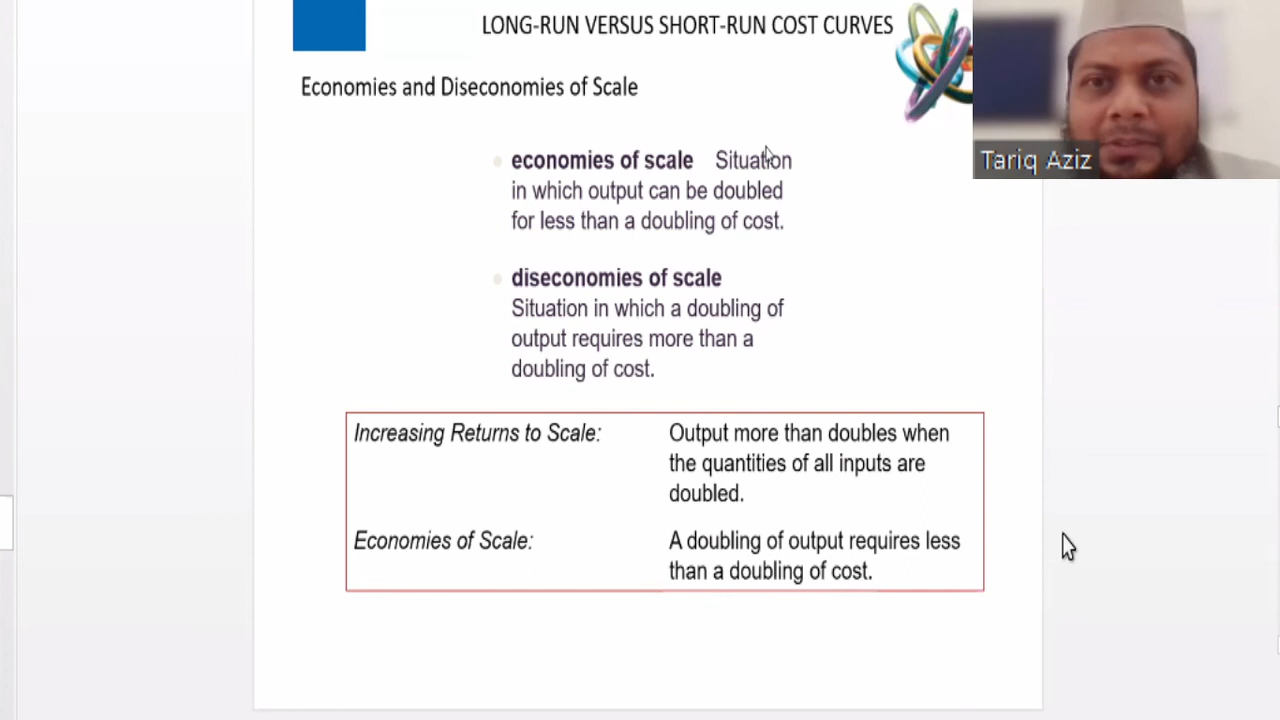 LONG-RUN VERSUS SHORT-RUN COST CURVES
Economies and Diseconomies of Scale
Tariq Aziz
economies of scale Situation
in which output can be doubled
for less than a doubling of cost.
diseconomies of scale
Situation in which a doubling of
output requires more than a
doubling of cost.
Increasing Returns to Scale: Output more than doubles when
the quantities of all inputs are
doubled.
Economies of Scale: A doubling of output requires less
than a doubling of cost.